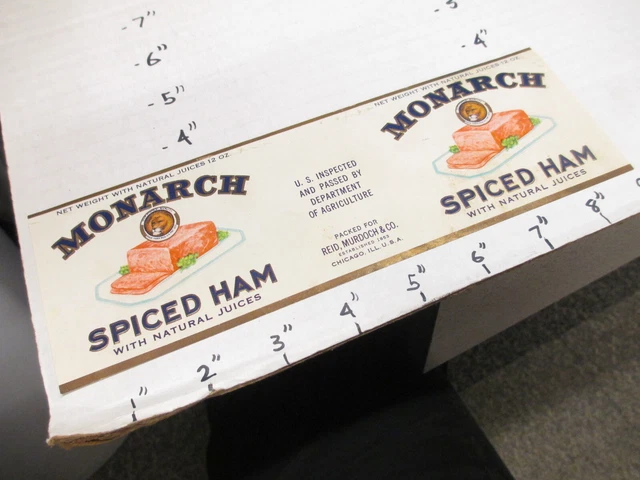 - 7"
- 6"
- 5"
- 4"
- 4"
NET WEIGHT WITH NATURAL JUICES 12 OZ.
MONARCH
SPICED HAM
WITH NATURAL JUICES
U. S. INSPECTED
AND PASSED BY
DEPARTMENT
OF AGRICULTURE
PACKED FOR
REID, MURDOCH & CO.
ESTABLISHED 1853
CHICAGO, ILL., U.S.A.
NET WEIGHT WITH NATURAL JUICES 12 OZ.
MONARCH
SPICED HAM
WITH NATURAL JUICES
1" 2" 3" 4" 5" 6" 7" 8"